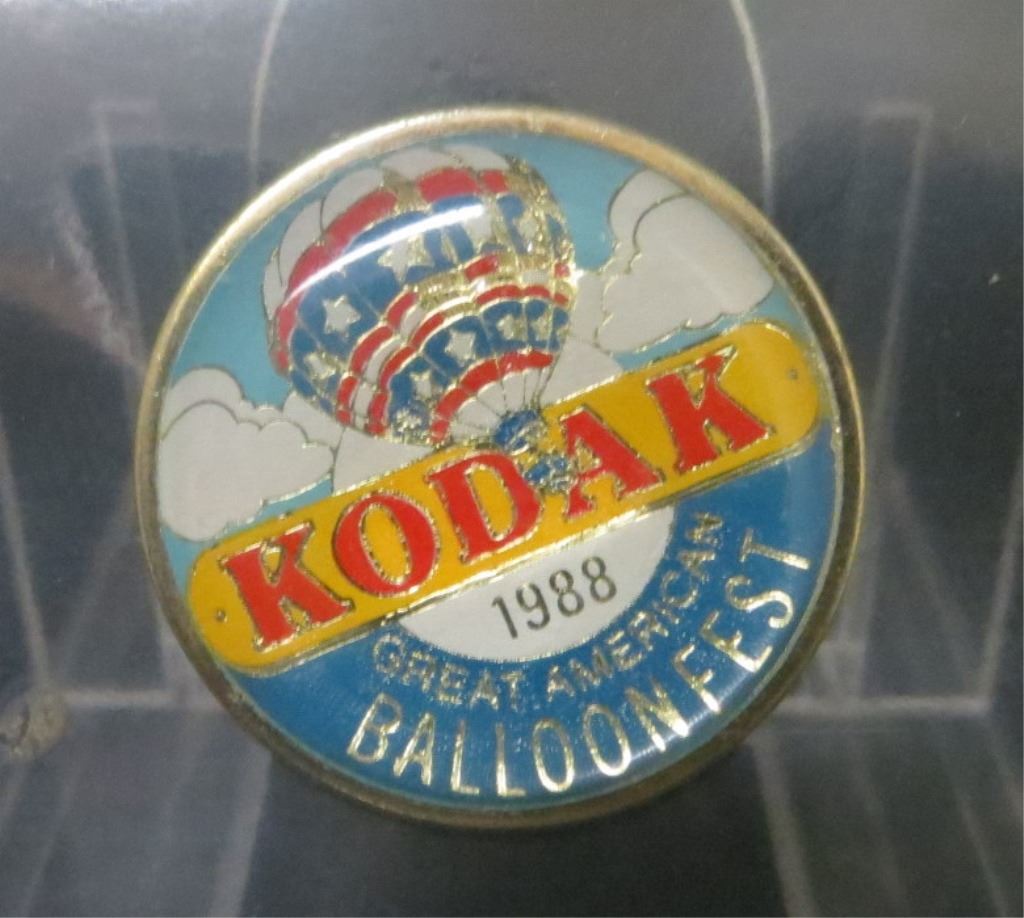 KODAK
1988
GREAT AMERICAN
BALLOONFEST